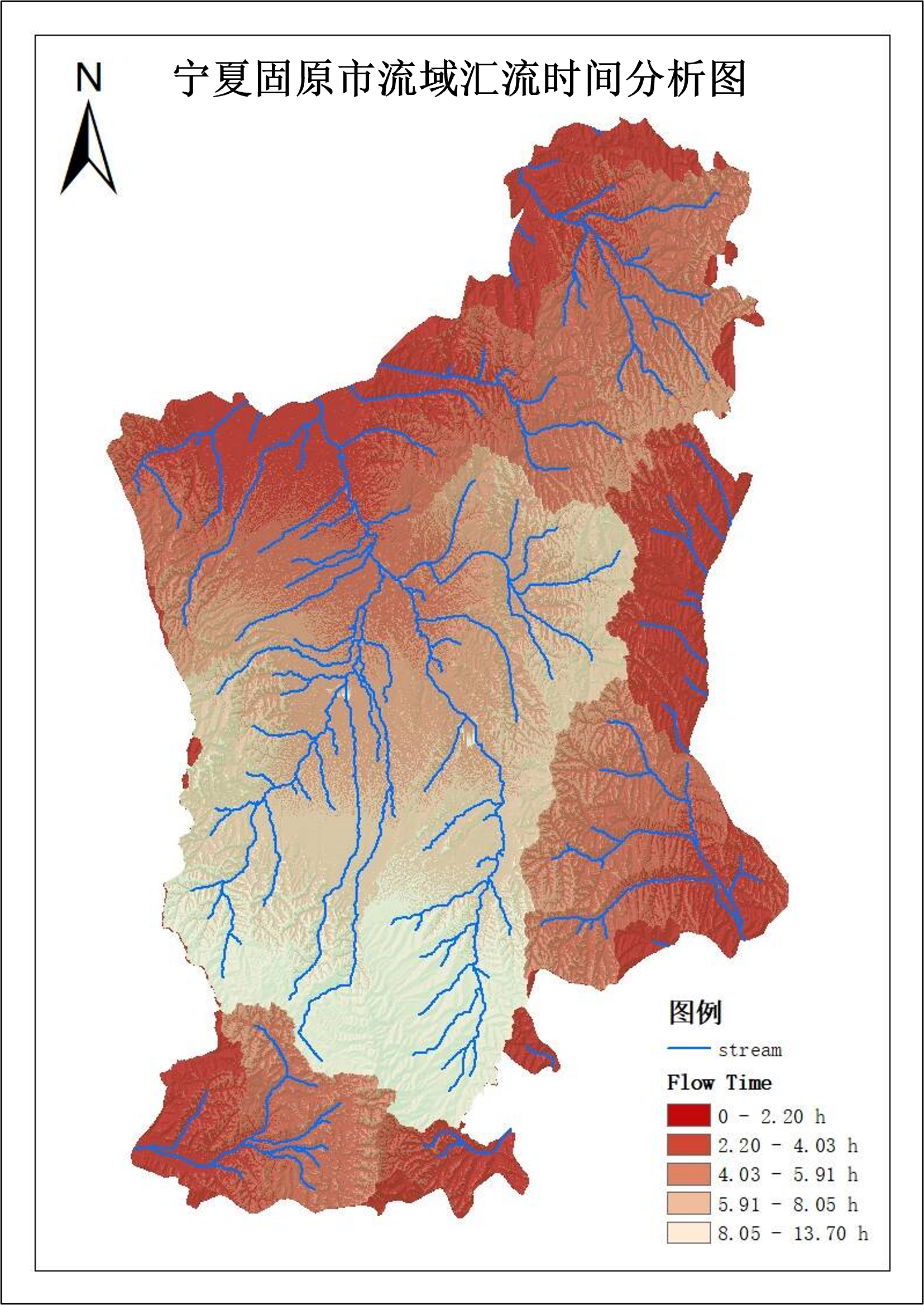 宁夏固原市流域汇流时间分析图
N
图例
stream
Flow Time
0 - 2.20 h
2.20 - 4.03 h
4.03 - 5.91 h
5.91 - 8.05 h
8.05 - 13.70 h